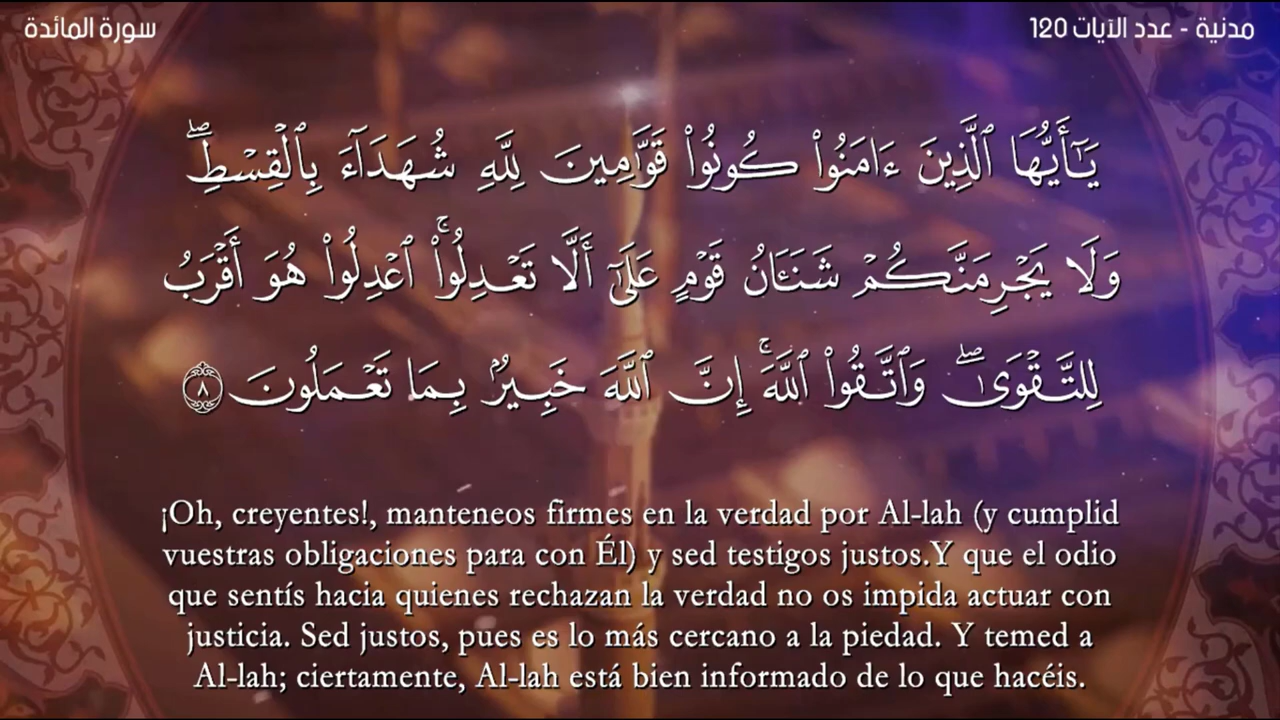 سورة المائدة
مدنية - عدد الآيات 120
يَـٰٓأَيُّهَا ٱلَّذِينَ ءَامَنُوا۟ كُونُوا۟ قَوَّٰمِينَ لِلَّهِ شُهَدَآءَ بِٱلْقِسْطِ ۖ
وَلَا يَجْرِمَنَّكُمْ شَنَـَٔانُ قَوْمٍ عَلَىٰٓ أَلَّا تَعْدِلُوا۟ ۚ ٱعْدِلُوا۟ هُوَ أَقْرَبُ
لِلتَّقْوَىٰ ۖ وَٱتَّقُوا۟ ٱللَّهَ ۚ إِنَّ ٱللَّهَ خَبِيرٌۢ بِمَا تَعْمَلُونَ ٨
¡Oh, creyentes!, manteneos firmes en la verdad por Al-lah (y cumplid
vuestras obligaciones para con Él) y sed testigos justos.Y que el odio
que sentís hacia quienes rechazan la verdad no os impida actuar con
justicia. Sed justos, pues es lo más cercano a la piedad. Y temed a
Al-lah; ciertamente, Al-lah está bien informado de lo que hacéis.